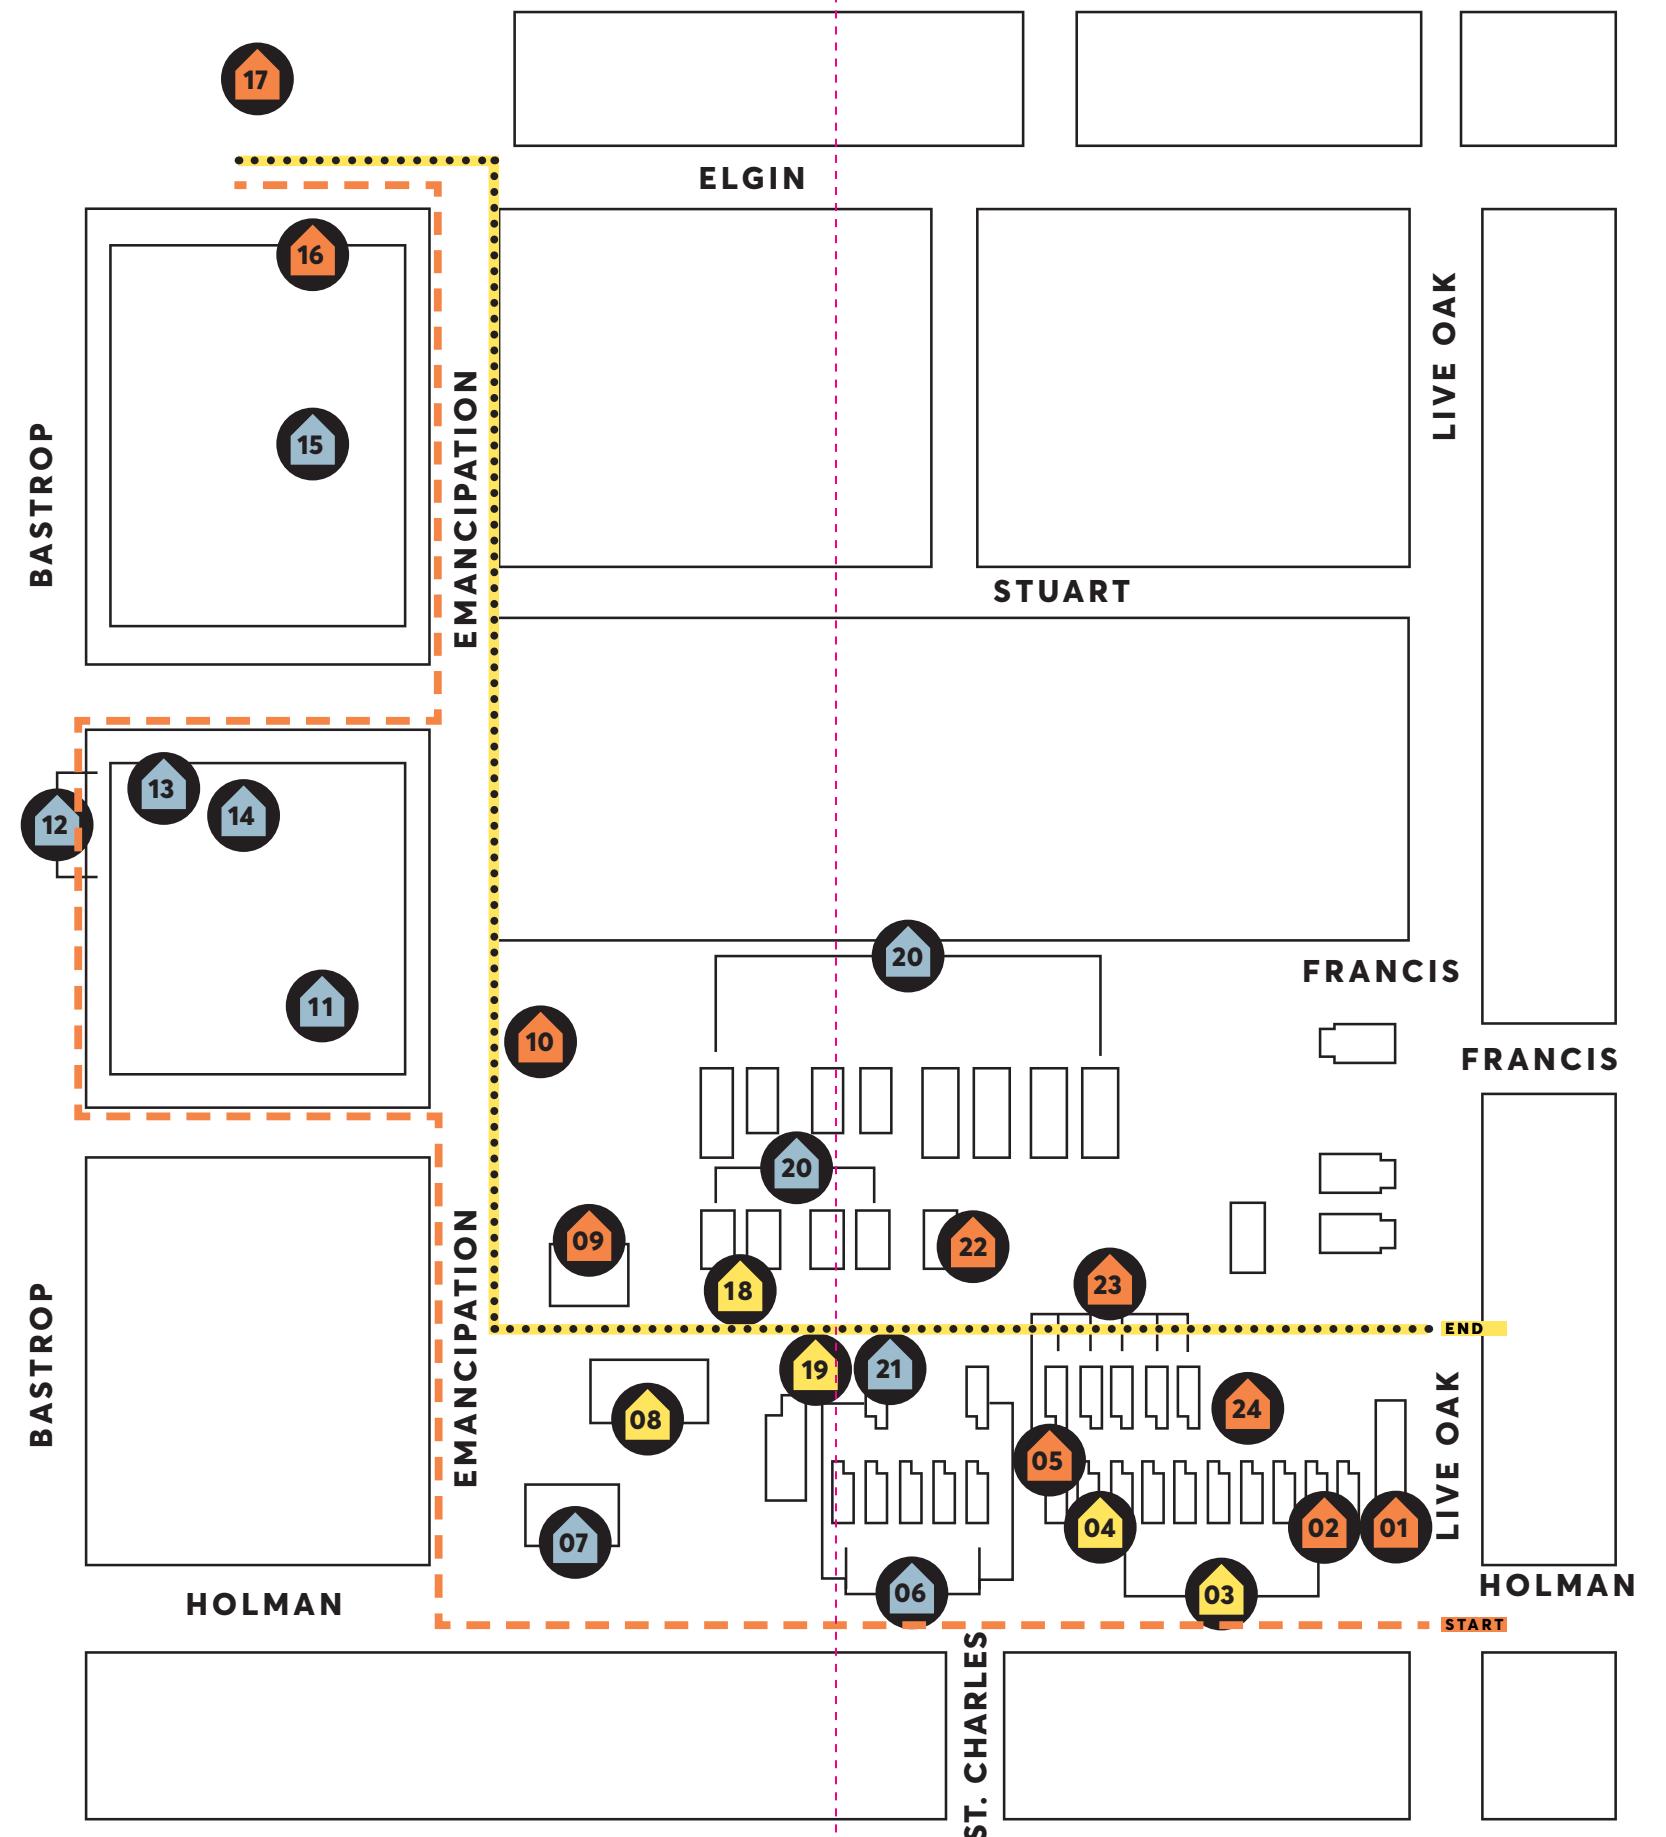 17
ELGIN
16
LIVE OAK
EMANCIPATION
BASTROP
15
STUART
13
14
12
20
FRANCIS
11
10
FRANCIS
20
EMANCIPATION
09
22
18
23
BASTROP
END
19
21
LIVE OAK
08
24
05
04
02
01
07
06
03
HOLMAN
HOLMAN
START
ST. CHARLES